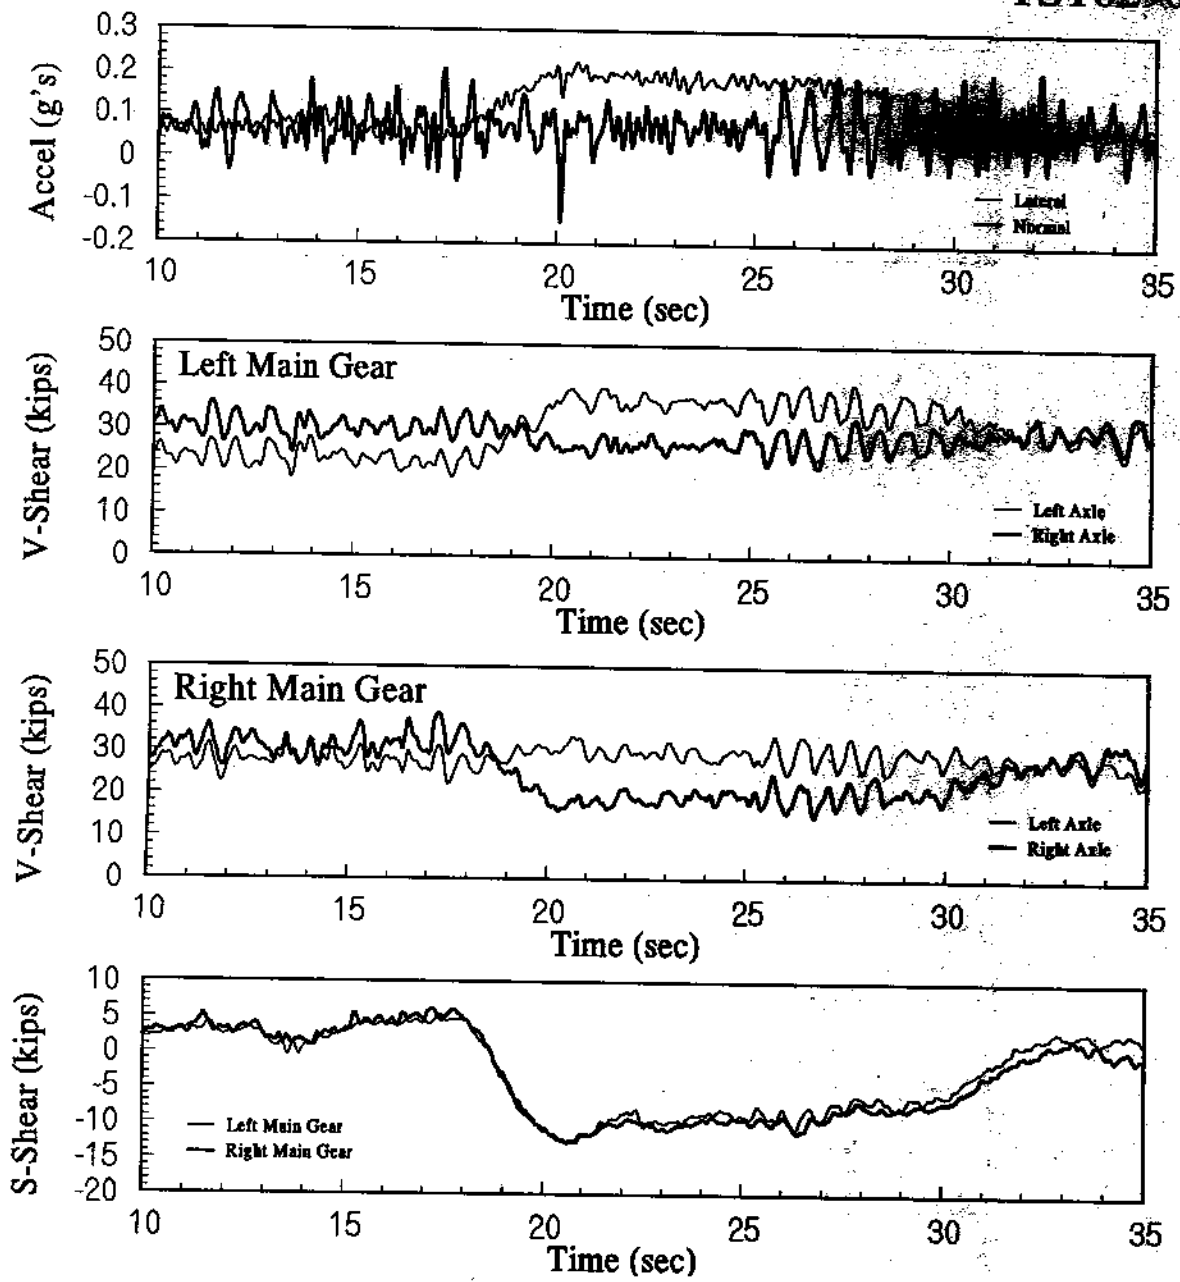 0.3
0.2
0.1
0
-0.1
-0.2
Accel (g's)
Lateral
Normal
10 15 20 25 30 35
Time (sec)
50
40
30
20
10
0
V-Shear (kips)
Left Main Gear
Left Axle
Right Axle
10 15 20 25 30 35
Time (sec)
50
40
30
20
10
0
V-Shear (kips)
Right Main Gear
Left Axle
Right Axle
10 15 20 25 30 35
Time (sec)
10
5
0
-5
-10
-15
-20
S-Shear (kips)
Left Main Gear
Right Main Gear
10 15 20 25 30 35
Time (sec)